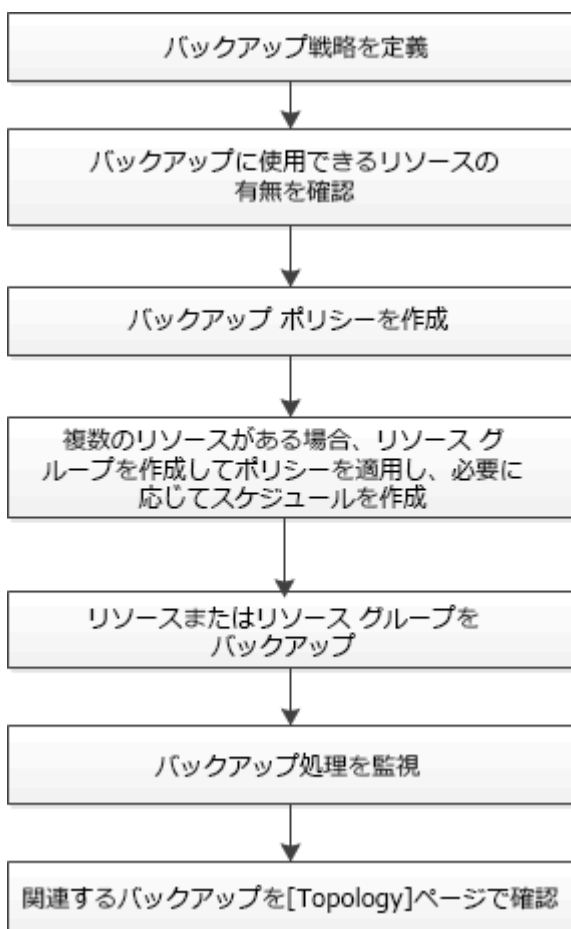 バックアップ戦略を定義
バックアップに使用できるリソースの
有無を確認
バックアップ ポリシーを作成
複数のリソースがある場合、リソース グ
ループを作成してポリシーを適用し、必要に
応じてスケジュールを作成
リソースまたはリソース グループを
バックアップ
バックアップ処理を監視
関連するバックアップを[Topology]ページで確認